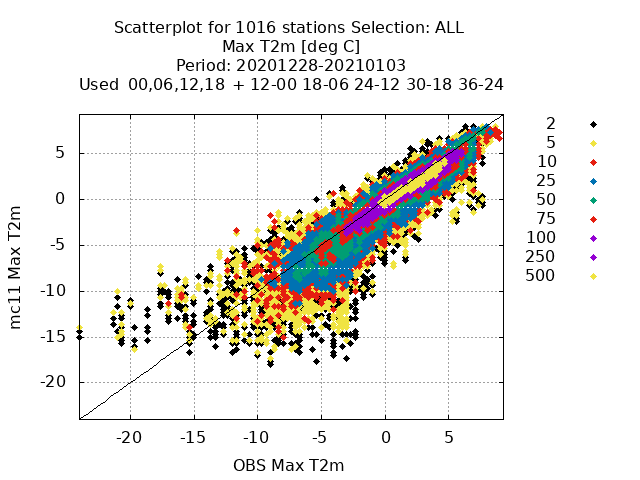 Scatterplot for 1016 stations Selection: ALL
Max T2m [deg C]
Period: 20201228-20210103
Used  00,06,12,18  + 12-00 18-06 24-12 30-18 36-24
mc11 Max T2m
5
0
-5
-10
-15
-20
-20 -15 -10 -5 0 5
OBS Max T2m
2
5
10
25
50
75
100
250
500